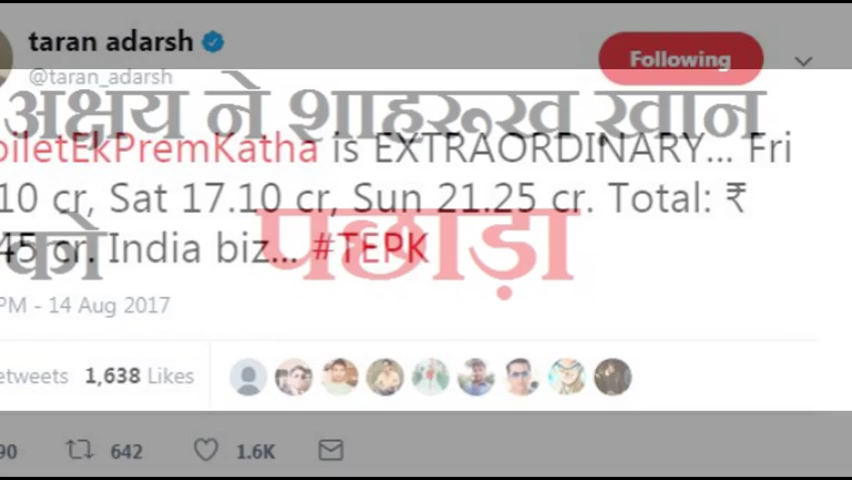 taran adarsh
@taran_adarsh
Following
अक्षय ने शाहरूख खान
oiletEkPremKatha is EXTRAORDINARY... Fri
10 cr, Sat 17.10 cr, Sun 21.25 cr. Total: ₹
को पछाड़ा
45 cr. India biz... #TEPK
PM - 14 Aug 2017
etweets 1,638 Likes
90 642 1.6K